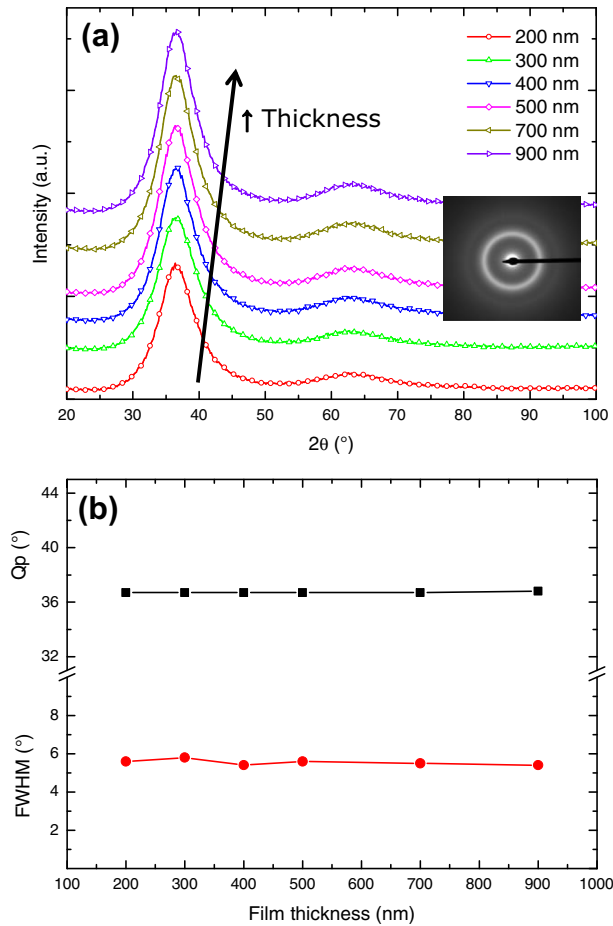 (a)
200 nm
300 nm
400 nm
500 nm
700 nm
900 nm
↑ Thickness
Intensity (a.u.)
20 30 40 50 60 70 80 90 100
2θ (°)
(b)
44
40
36
32
Qp (°)
8
6
4
2
FWHM (°)
100 200 300 400 500 600 700 800 900 1000
Film thickness (nm)